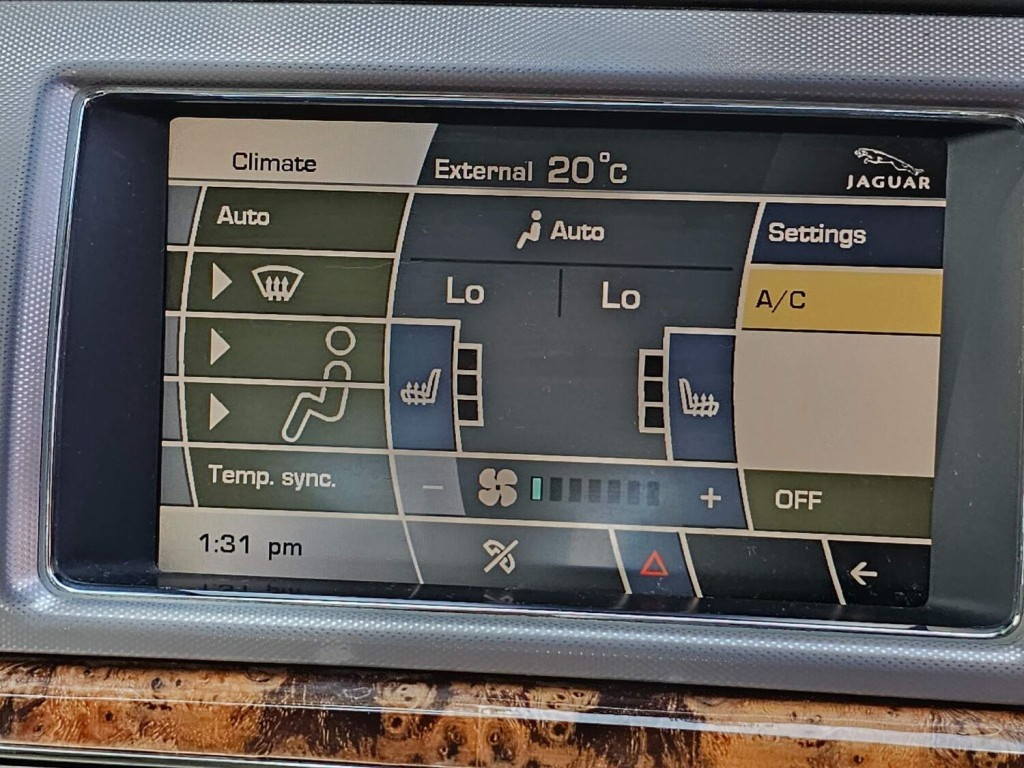 Climate
External 20°c
JAGUAR
Auto
Auto
Settings
Lo
Lo
A/C
Temp. sync.
−
+
OFF
1:31 pm